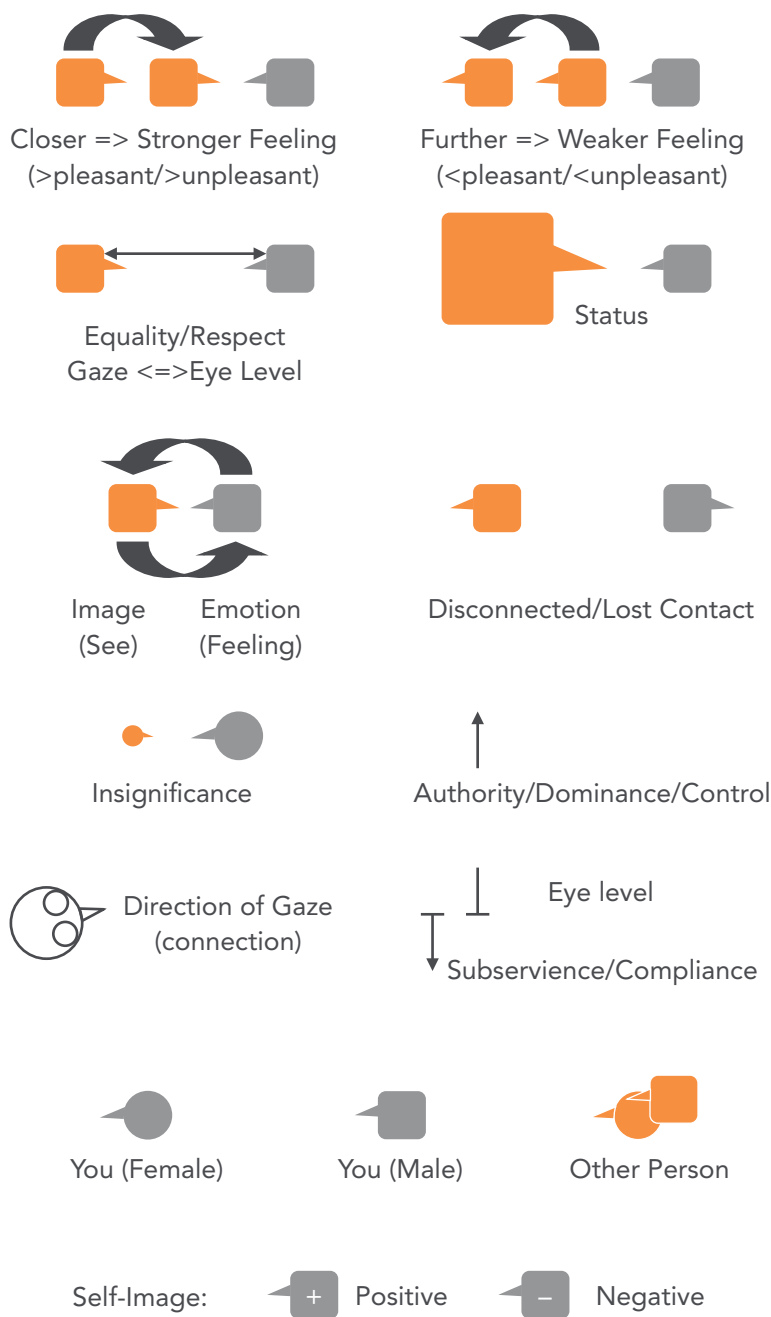 Closer => Stronger Feeling
(>pleasant/>unpleasant)
Further => Weaker Feeling
(<pleasant/<unpleasant)
Equality/Respect
Gaze <=>Eye Level
Status
Image
(See)
Emotion
(Feeling)
Disconnected/Lost Contact
Insignificance
Authority/Dominance/Control
Direction of Gaze
(connection)
Eye level
Subservience/Compliance
You (Female)
You (Male)
Other Person
Self-Image:
+
Positive
–
Negative